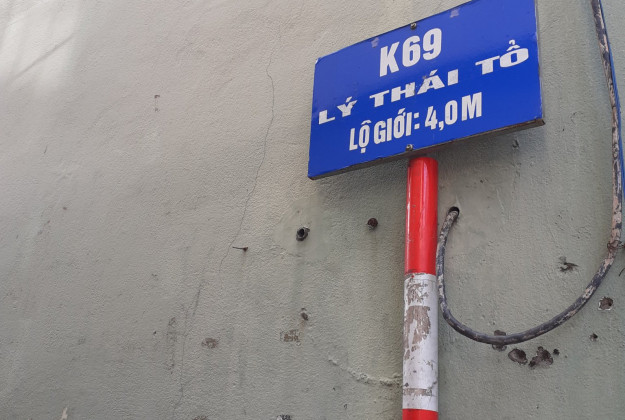 K69
LÝ THÁI TỔ
LỘ GIỚI: 4,0M